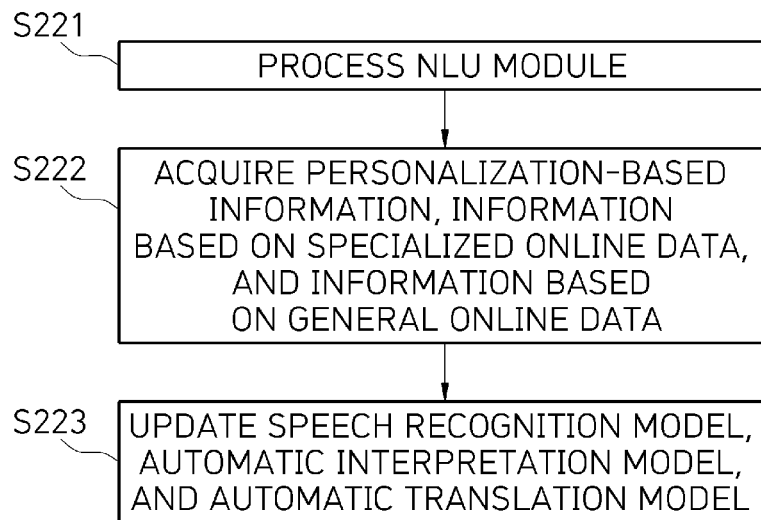 S221
PROCESS NLU MODULE
S222
ACQUIRE PERSONALIZATION-BASED
INFORMATION, INFORMATION
BASED ON SPECIALIZED ONLINE DATA,
AND INFORMATION BASED
ON GENERAL ONLINE DATA
S223
UPDATE SPEECH RECOGNITION MODEL,
AUTOMATIC INTERPRETATION MODEL,
AND AUTOMATIC TRANSLATION MODEL